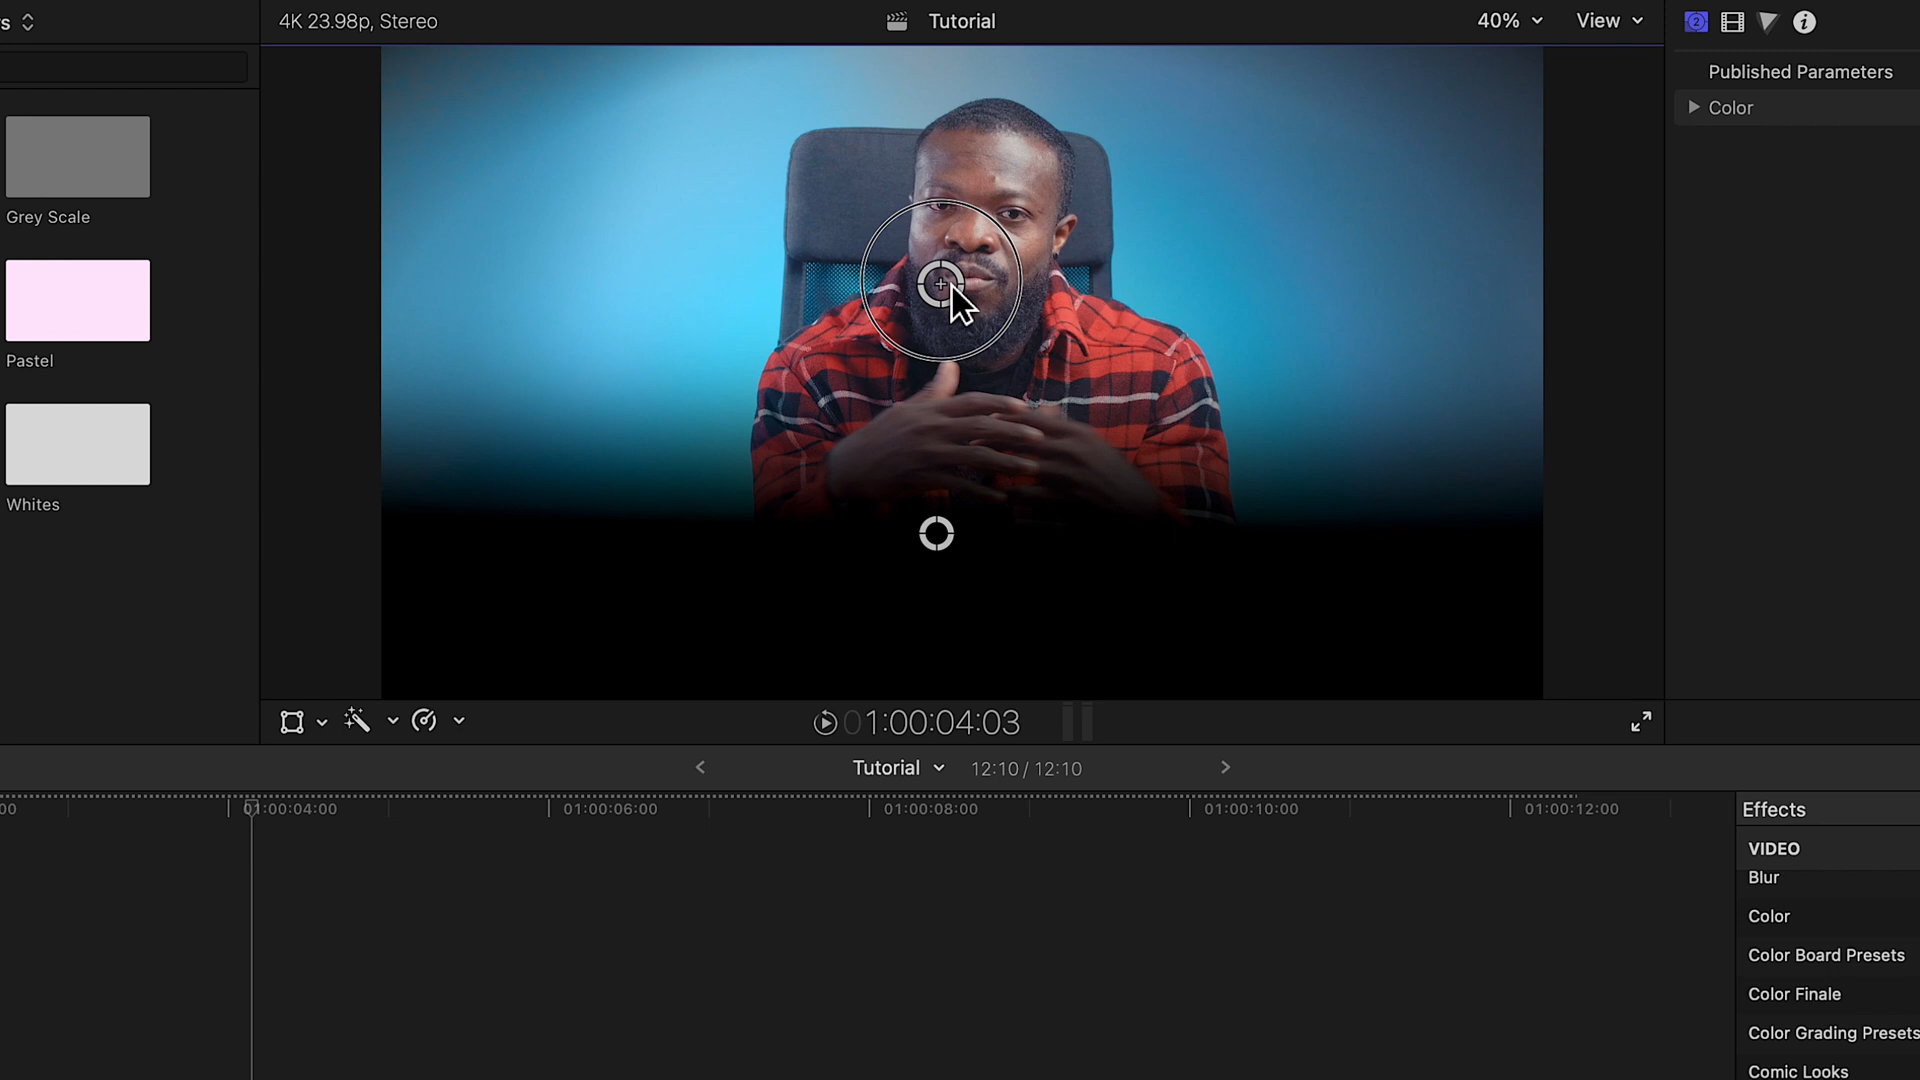 s
4K 23.98p, Stereo
Tutorial
40%
View
2
Published Parameters
Color
Grey Scale
Pastel
Whites
01:00:04:03
Tutorial
12:10 / 12:10
00
01:00:04:00
01:00:06:00
01:00:08:00
01:00:10:00
01:00:12:00
Effects
VIDEO
Blur
Color
Color Board Presets
Color Finale
Color Grading Presets
Comic Looks